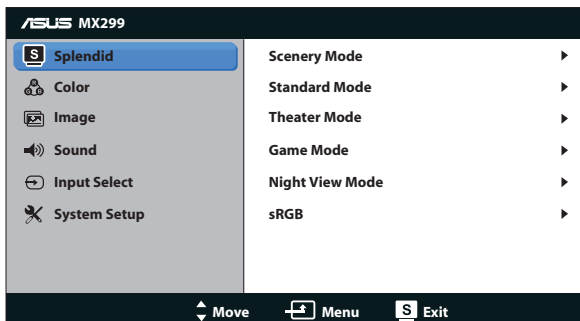 ASUS MX299
S Splendid
Color
Image
Sound
Input Select
System Setup
Scenery Mode
Standard Mode
Theater Mode
Game Mode
Night View Mode
sRGB
Move Menu S Exit